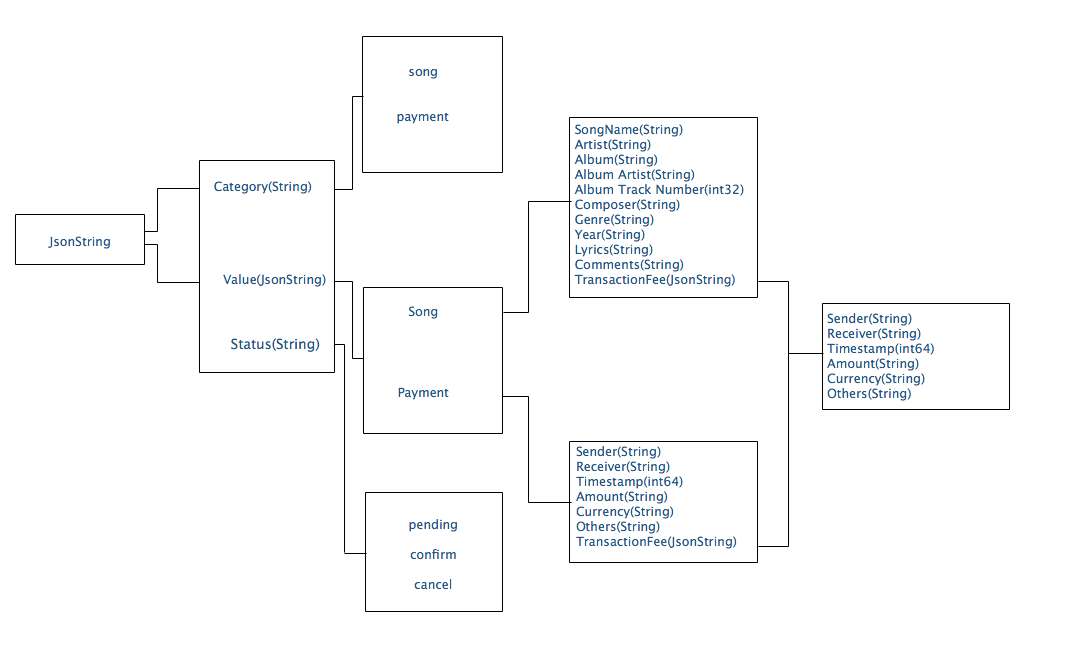 JsonString
Category(String)
Value(JsonString)
Status(String)
song
payment
Song
Payment
pending
confirm
cancel
SongName(String)
Artist(String)
Album(String)
Album Artist(String)
Album Track Number(int32)
Composer(String)
Genre(String)
Year(String)
Lyrics(String)
Comments(String)
TransactionFee(JsonString)
Sender(String)
Receiver(String)
Timestamp(int64)
Amount(String)
Currency(String)
Others(String)
TransactionFee(JsonString)
Sender(String)
Receiver(String)
Timestamp(int64)
Amount(String)
Currency(String)
Others(String)